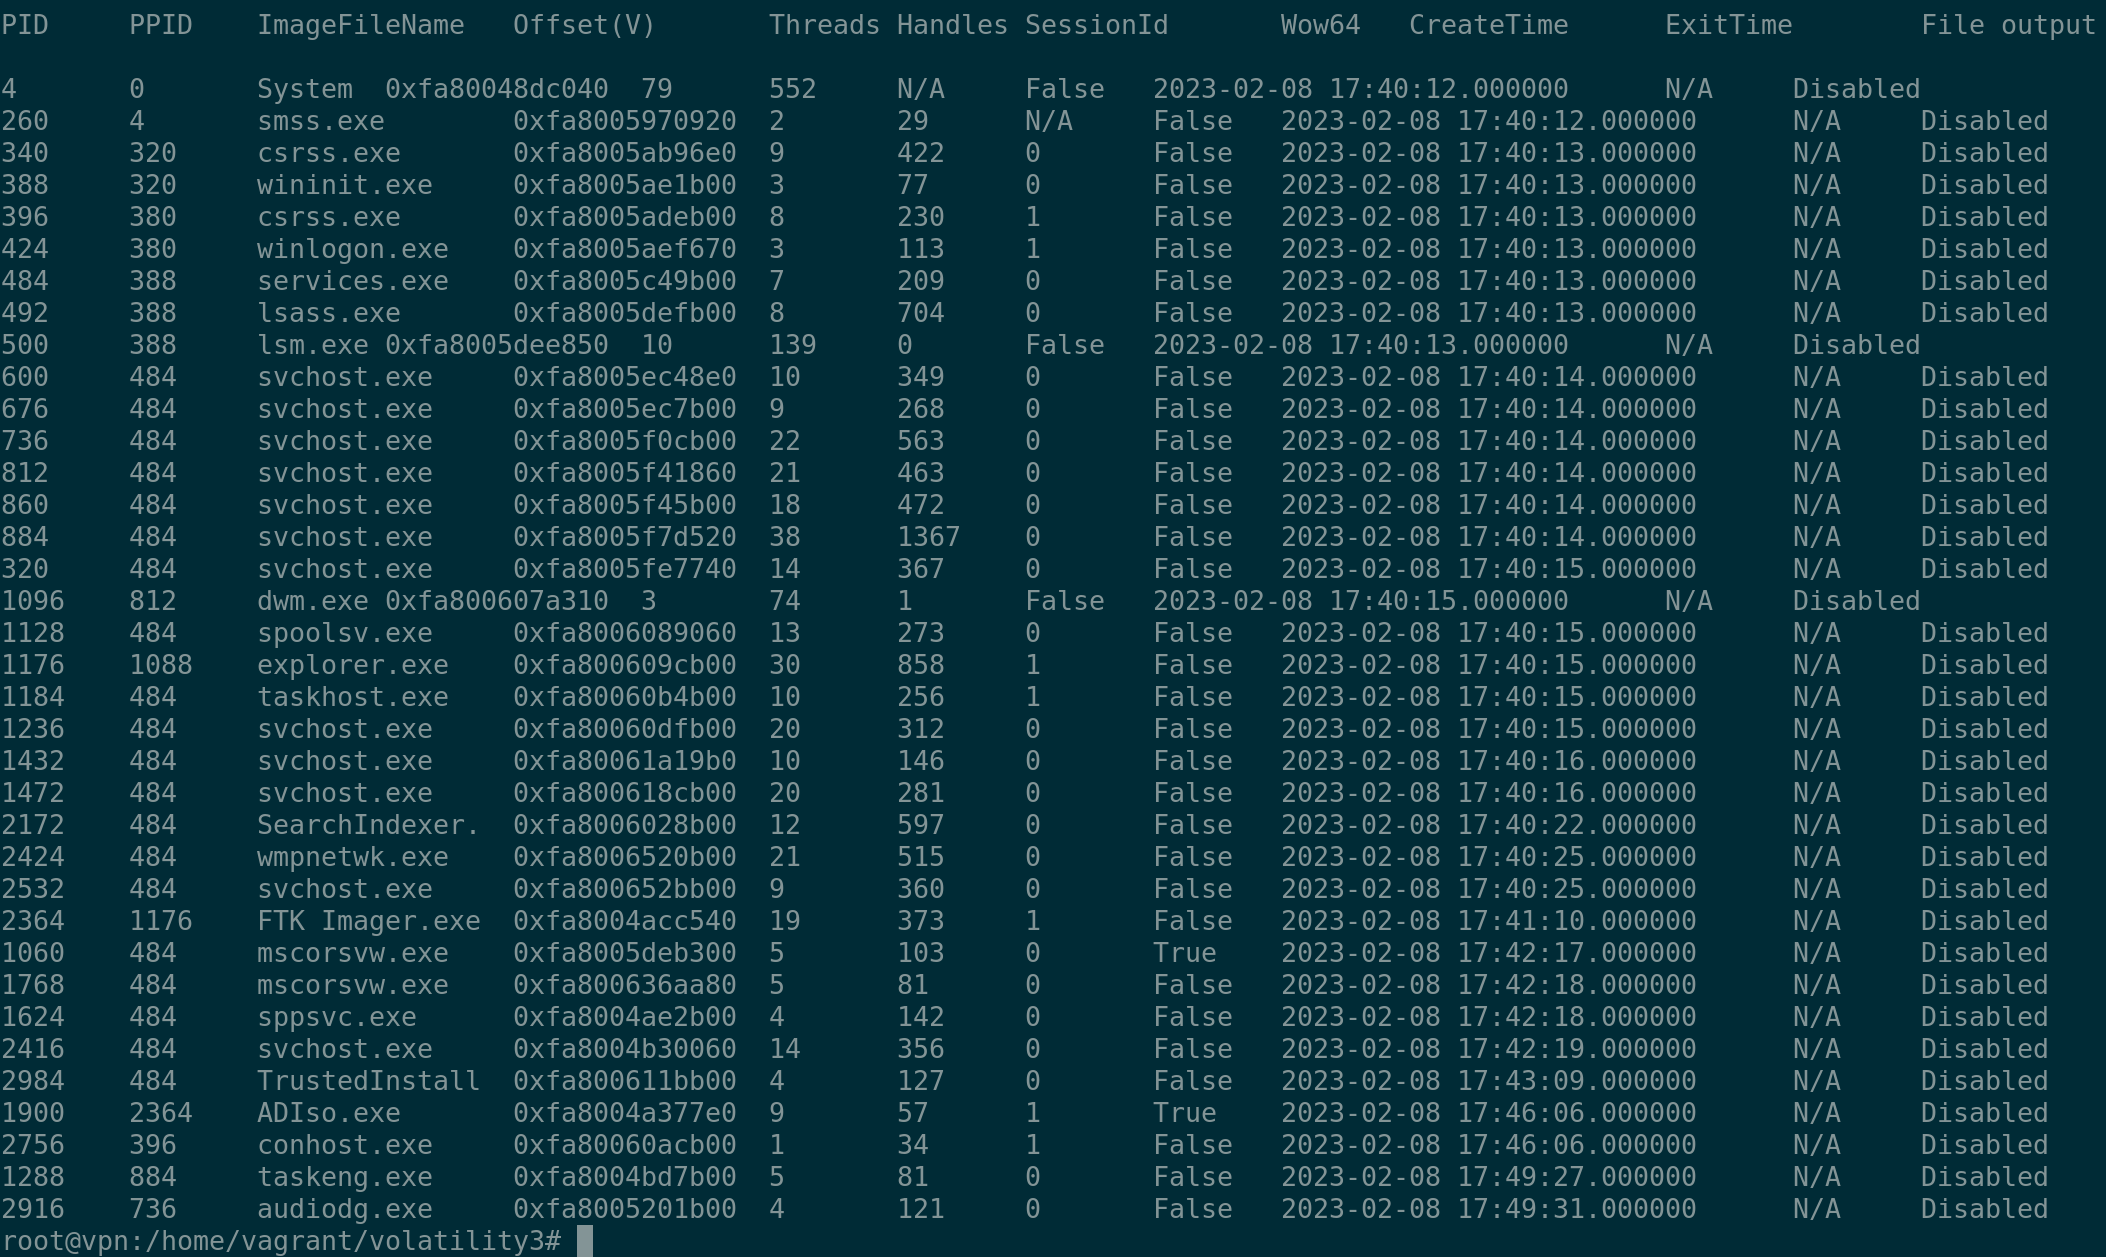 PID PPID ImageFileName Offset(V) Threads Handles SessionId Wow64 CreateTime ExitTime File output
4 0 System 0xfa80048dc040 79 552 N/A False 2023-02-08 17:40:12.000000 N/A Disabled
260 4 smss.exe 0xfa8005970920 2 29 N/A False 2023-02-08 17:40:12.000000 N/A Disabled
340 320 csrss.exe 0xfa8005ab96e0 9 422 0 False 2023-02-08 17:40:13.000000 N/A Disabled
388 320 wininit.exe 0xfa8005ae1b00 3 77 0 False 2023-02-08 17:40:13.000000 N/A Disabled
396 380 csrss.exe 0xfa8005adeb00 8 230 1 False 2023-02-08 17:40:13.000000 N/A Disabled
424 380 winlogon.exe 0xfa8005aef670 3 113 1 False 2023-02-08 17:40:13.000000 N/A Disabled
484 388 services.exe 0xfa8005c49b00 7 209 0 False 2023-02-08 17:40:13.000000 N/A Disabled
492 388 lsass.exe 0xfa8005defb00 8 704 0 False 2023-02-08 17:40:13.000000 N/A Disabled
500 388 lsm.exe 0xfa8005dee850 10 139 0 False 2023-02-08 17:40:13.000000 N/A Disabled
600 484 svchost.exe 0xfa8005ec48e0 10 349 0 False 2023-02-08 17:40:14.000000 N/A Disabled
676 484 svchost.exe 0xfa8005ec7b00 9 268 0 False 2023-02-08 17:40:14.000000 N/A Disabled
736 484 svchost.exe 0xfa8005f0cb00 22 563 0 False 2023-02-08 17:40:14.000000 N/A Disabled
812 484 svchost.exe 0xfa8005f41860 21 463 0 False 2023-02-08 17:40:14.000000 N/A Disabled
860 484 svchost.exe 0xfa8005f45b00 18 472 0 False 2023-02-08 17:40:14.000000 N/A Disabled
884 484 svchost.exe 0xfa8005f7d520 38 1367 0 False 2023-02-08 17:40:14.000000 N/A Disabled
320 484 svchost.exe 0xfa8005fe7740 14 367 0 False 2023-02-08 17:40:15.000000 N/A Disabled
1096 812 dwm.exe 0xfa800607a310 3 74 1 False 2023-02-08 17:40:15.000000 N/A Disabled
1128 484 spoolsv.exe 0xfa8006089060 13 273 0 False 2023-02-08 17:40:15.000000 N/A Disabled
1176 1088 explorer.exe 0xfa800609cb00 30 858 1 False 2023-02-08 17:40:15.000000 N/A Disabled
1184 484 taskhost.exe 0xfa80060b4b00 10 256 1 False 2023-02-08 17:40:15.000000 N/A Disabled
1236 484 svchost.exe 0xfa80060dfb00 20 312 0 False 2023-02-08 17:40:15.000000 N/A Disabled
1432 484 svchost.exe 0xfa80061a19b0 10 146 0 False 2023-02-08 17:40:16.000000 N/A Disabled
1472 484 svchost.exe 0xfa800618cb00 20 281 0 False 2023-02-08 17:40:16.000000 N/A Disabled
2172 484 SearchIndexer. 0xfa8006028b00 12 597 0 False 2023-02-08 17:40:22.000000 N/A Disabled
2424 484 wmpnetwk.exe 0xfa8006520b00 21 515 0 False 2023-02-08 17:40:25.000000 N/A Disabled
2532 484 svchost.exe 0xfa800652bb00 9 360 0 False 2023-02-08 17:40:25.000000 N/A Disabled
2364 1176 FTK Imager.exe 0xfa8004acc540 19 373 1 False 2023-02-08 17:41:10.000000 N/A Disabled
1060 484 mscorsvw.exe 0xfa8005deb300 5 103 0 True 2023-02-08 17:42:17.000000 N/A Disabled
1768 484 mscorsvw.exe 0xfa800636aa80 5 81 0 False 2023-02-08 17:42:18.000000 N/A Disabled
1624 484 sppsvc.exe 0xfa8004ae2b00 4 142 0 False 2023-02-08 17:42:18.000000 N/A Disabled
2416 484 svchost.exe 0xfa8004b30060 14 356 0 False 2023-02-08 17:42:19.000000 N/A Disabled
2984 484 TrustedInstall 0xfa800611bb00 4 127 0 False 2023-02-08 17:43:09.000000 N/A Disabled
1900 2364 ADIso.exe 0xfa8004a377e0 9 57 1 True 2023-02-08 17:46:06.000000 N/A Disabled
2756 396 conhost.exe 0xfa80060acb00 1 34 1 False 2023-02-08 17:46:06.000000 N/A Disabled
1288 884 taskeng.exe 0xfa8004bd7b00 5 81 0 False 2023-02-08 17:49:27.000000 N/A Disabled
2916 736 audiodg.exe 0xfa8005201b00 4 121 0 False 2023-02-08 17:49:31.000000 N/A Disabled
root@vpn:/home/vagrant/volatility3#